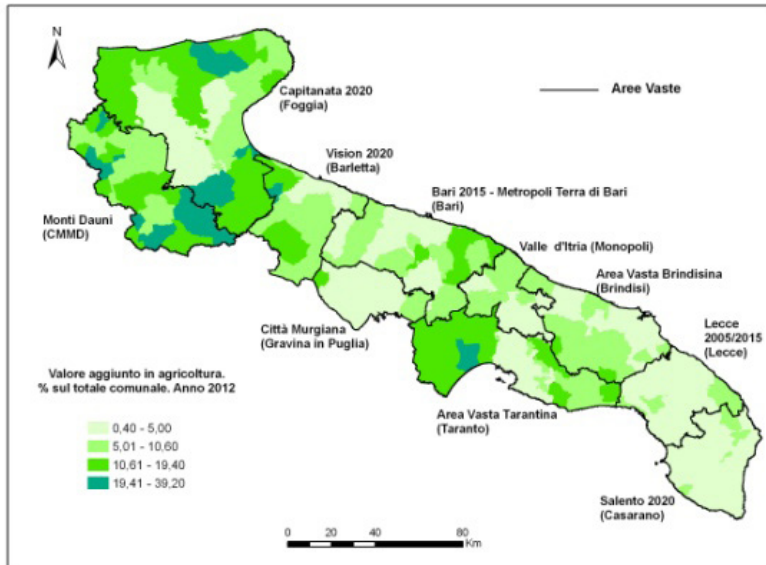 N
Aree Vaste
Capitanata 2020
(Foggia)
Vision 2020
(Barletta)
Bari 2015 - Metropoli Terra di Bari
(Bari)
Monti Dauni
(CMMD)
Valle d'Itria (Monopoli)
Area Vasta Brindisina
(Brindisi)
Città Murgiana
(Gravina in Puglia)
Lecce
2005/2015
(Lecce)
Valore aggiunto in agricoltura.
% sul totale comunale. Anno 2012
0,40 - 5,00
5,01 - 10,60
10,61 - 19,40
19,41 - 39,20
Area Vasta Tarantina
(Taranto)
Salento 2020
(Casarano)
0 20 40 80
Km